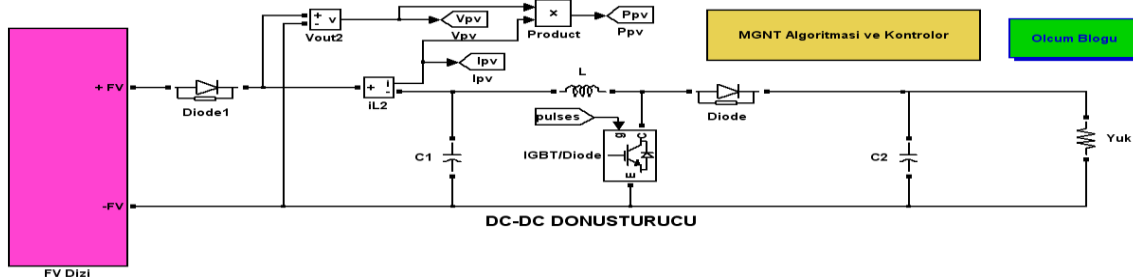 +
-
v
Vout2
Vpv
Vpv
×
Product
Ppv
Ppv
MGNT Algoritmasi ve Kontrolor
Olcum Blogu
+ FV
Diode1
+
i
-
iL2
Ipv
Ipv
L
pulses
Diode
C1
g
C
IGBT/Diode
E
C2
Yuk
-FV
DC-DC DONUSTURUCU
FV Dizi